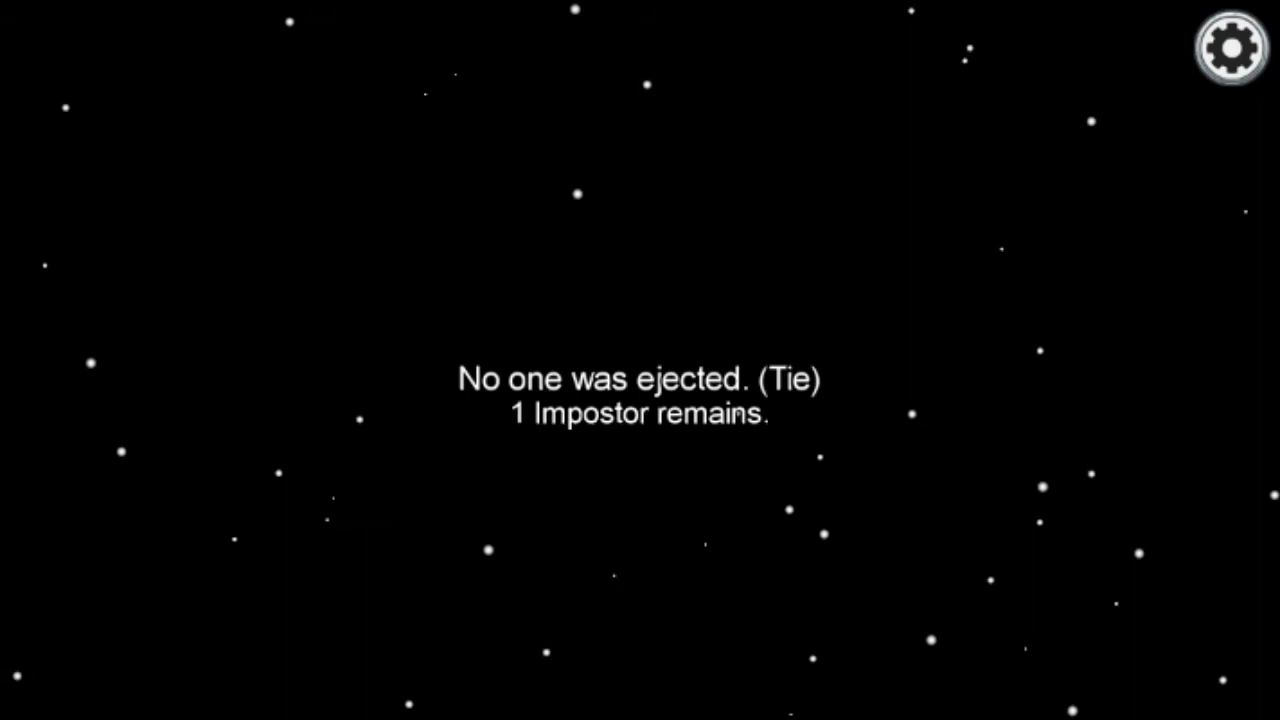 No one was ejected. (Tie)
1 Impostor remains.